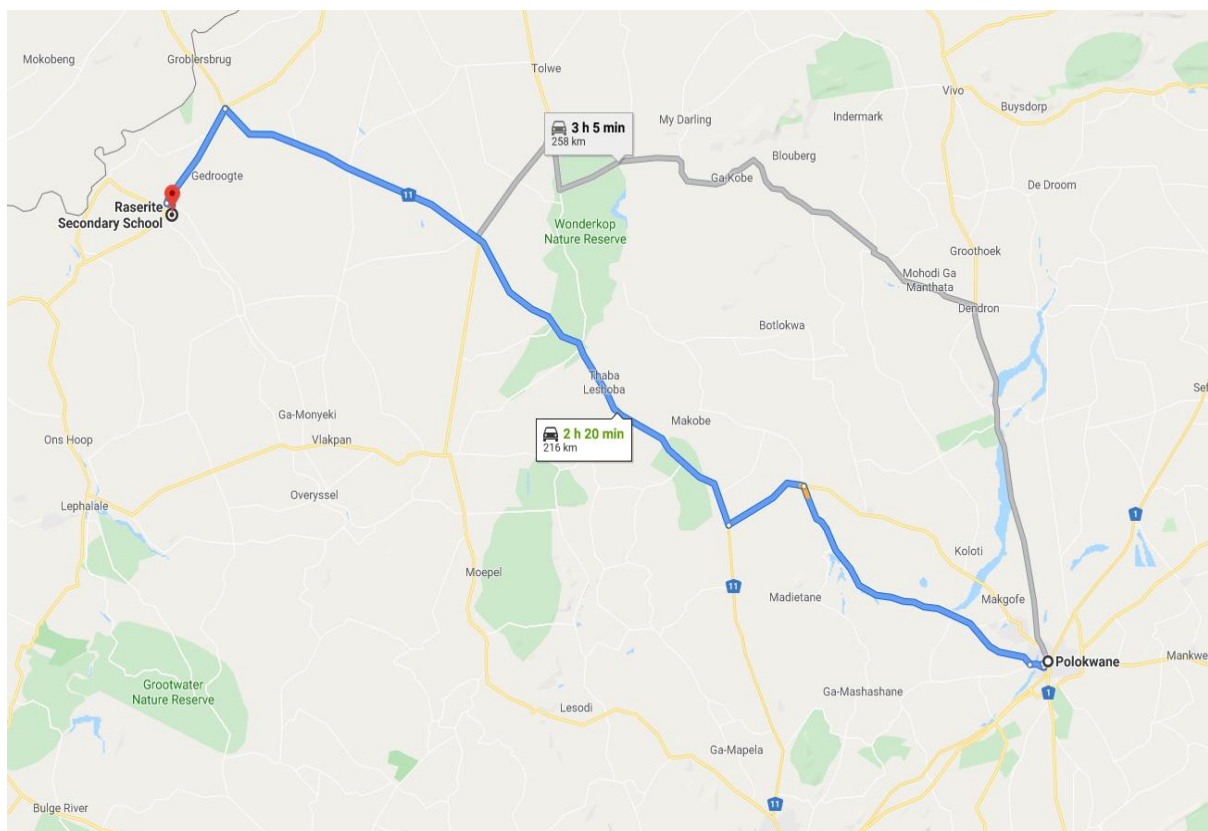 Mokobeng
Groblersbrug
Tolwe
Vivo
Buysdorp
3 h 5 min
258 km
My Darling
Indermark
Blouberg
Ga-Kobe
De Droom
Gedroogte
11
Raserite
Secondary School
Wonderkop
Nature Reserve
Groothoek
Mohodi Ga
Manthata
Dendron
Botlokwa
Thaba
Leshoba
Sef
Ga-Monyeki
Makobe
Ons Hoop
Vlakpan
2 h 20 min
216 km
Overyssel
Lephalale
1
Koloti
Moepel
11
Madietane
Makgofe
Polokwane
Mankwe
Grootwater
Nature Reserve
Ga-Mashashane
1
Lesodi
Ga-Mapela
Bulge River
11